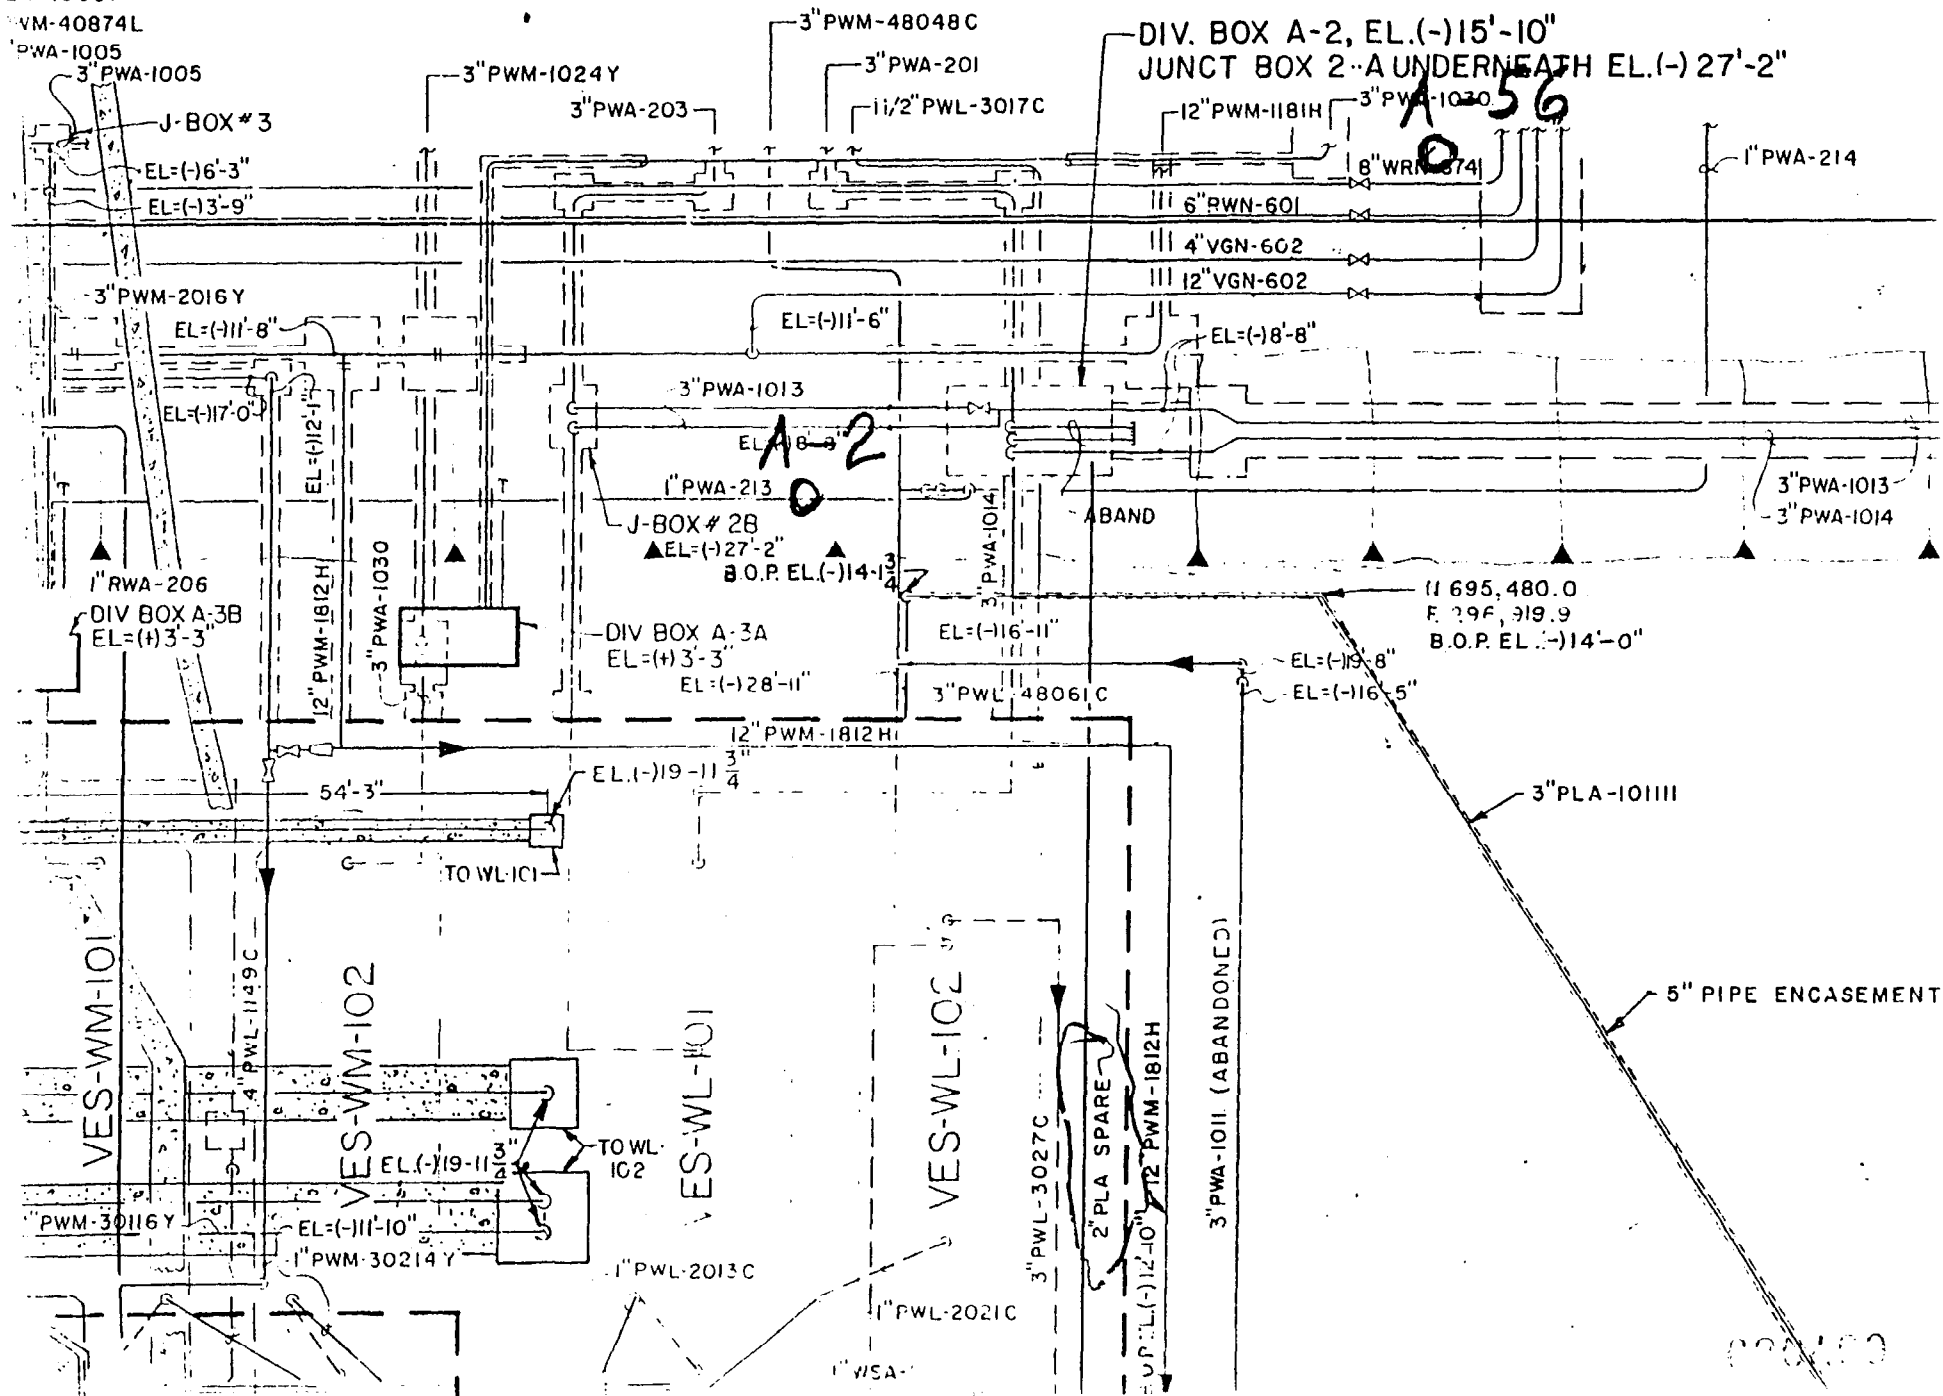 WM-40874L
"PWA-1005
3"PWA-1005
J-BOX #3
EL=(-)6'-3"
EL=(-)3'-9"
3"PWM-1024Y
3"PWA-203
3"PWM-48048C
3"PWA-201
11/2" PWL-3017C
DIV. BOX A-2, EL.(-)15'-10"
JUNCT BOX 2-A UNDERNEATH EL.(-)27'-2"
A-56
12"PWM-1181H
8"WRN-674
6"RWN-601
4"VGN-602
12"VGN-602
1"PWA-214
3"PWM-2016Y
EL=(-)11'-8"
EL=(-)11'-6"
EL=(-)8'-8"
EL=(-)17'-0"
EL=(-)12'-1"
3"PWA-1013
A-2
1"PWA-213
J-BOX # 2B
EL=(-)27'-2"
B.O.P. EL.(-)14-1 3/4
3"PWA-1014
ABAND
3"PWA-1013
3"PWA-1014
1"RWA-206
DIV BOX A-3B
EL=(+)3'-3"
12"PWM-1812H
3"PWA-1030
DIV BOX A-3A
EL=(+)3'-3"
EL=(-)28'-11"
EL=(-)16'-11"
N 695,480.0
B.O.P. EL.(-)14'-0"
EL=(-)19'-8"
EL=(-)16'-5"
3"PWL-48061C
12"PWM-1812H
EL.(-)19-11 3/4"
54'-3"
TO WL-101
3"PLA-101111
5" PIPE ENCASEMENT
VES-WM-101
4"PWL-1149C
VES-WM-102
VES-WL-101
VES-WL-102
3"PWL-3027C
2"PLA SPARE
12"PWM-1812H
3"PWA-1011 (ABANDONED)
TO WL-
102
EL.(-)19-11 3/4"
"PWM-30116Y
EL=(-)11'-10"
1"PWM-30214Y
1"PWL-2013C
1"PWL-2021C
1"WSA-